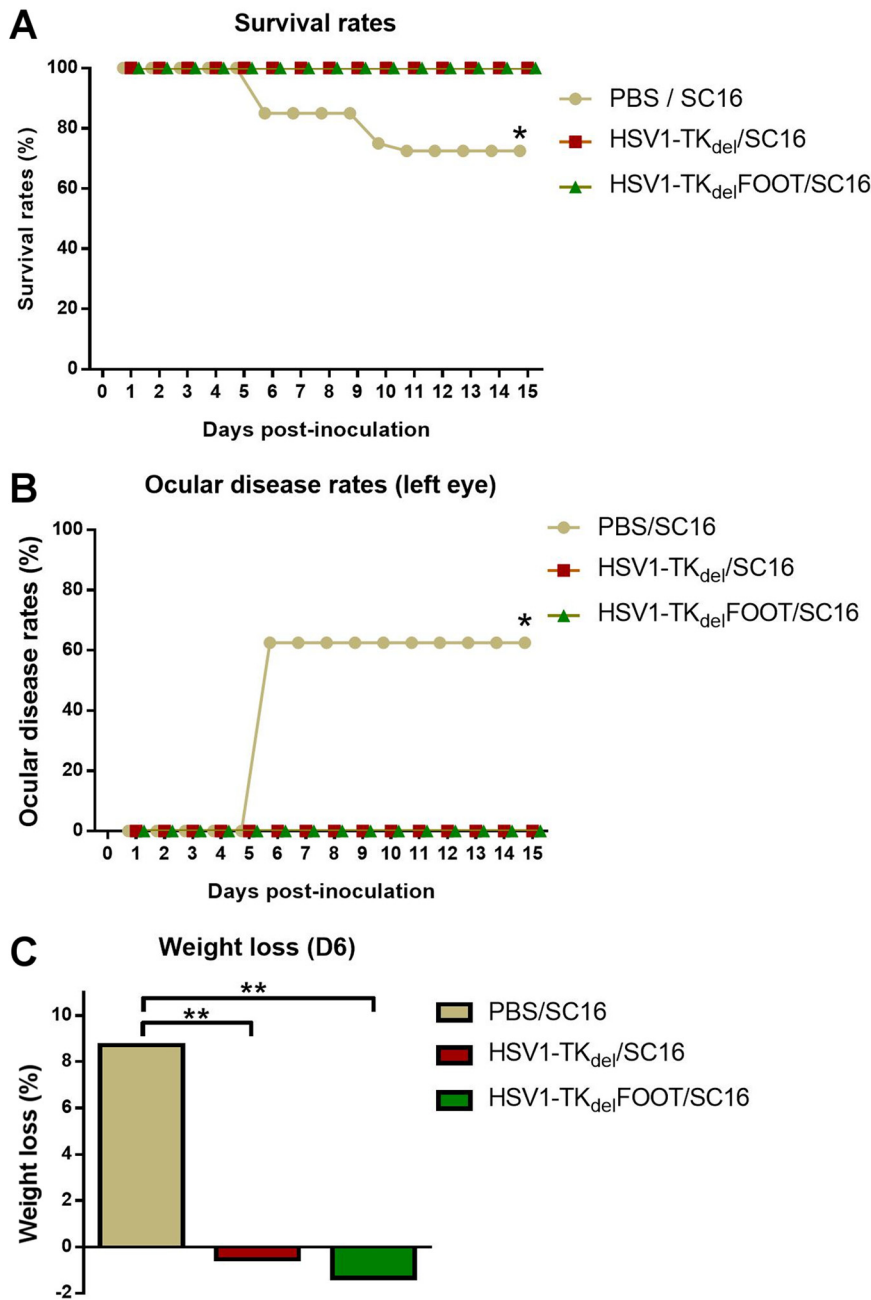 A
Survival rates
Survival rates (%)
100
80
60
40
20
0
0 1 2 3 4 5 6 7 8 9 10 11 12 13 14 15
Days post-inoculation
*
PBS / SC16
HSV1-TKdel/SC16
HSV1-TKdelFOOT/SC16
B
Ocular disease rates (left eye)
Ocular disease rates (%)
100
80
60
40
20
0
0 1 2 3 4 5 6 7 8 9 10 11 12 13 14 15
Days post-inoculation
*
PBS/SC16
HSV1-TKdel/SC16
HSV1-TKdelFOOT/SC16
C
Weight loss (D6)
Weight loss (%)
10
8
6
4
2
0
-2
**
**
PBS/SC16
HSV1-TKdel/SC16
HSV1-TKdelFOOT/SC16